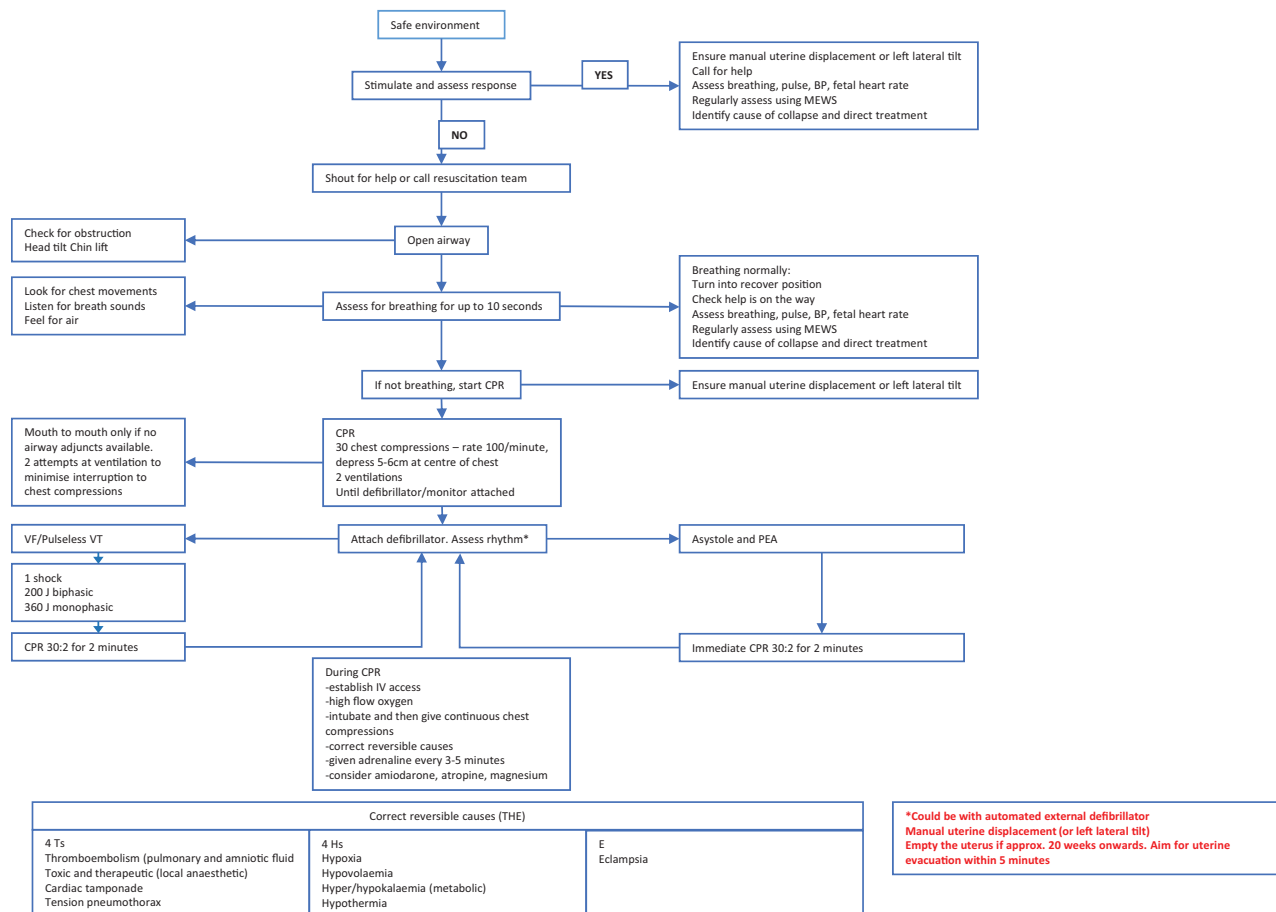 Safe environment
Stimulate and assess response
YES
Ensure manual uterine displacement or left lateral tilt
Call for help
Assess breathing, pulse, BP, fetal heart rate
Regularly assess using MEWS
Identify cause of collapse and direct treatment
NO
Shout for help or call resuscitation team
Check for obstruction
Head tilt Chin lift
Open airway
Look for chest movements
Listen for breath sounds
Feel for air
Assess for breathing for up to 10 seconds
Breathing normally:
Turn into recover position
Check help is on the way
Assess breathing, pulse, BP, fetal heart rate
Regularly assess using MEWS
Identify cause of collapse and direct treatment
If not breathing, start CPR
Ensure manual uterine displacement or left lateral tilt
Mouth to mouth only if no
airway adjuncts available.
2 attempts at ventilation to
minimise interruption to
chest compressions
CPR
30 chest compressions – rate 100/minute,
depress 5-6cm at centre of chest
2 ventilations
Until defibrillator/monitor attached
VF/Pulseless VT
Attach defibrillator. Assess rhythm*
Asystole and PEA
1 shock
200 J biphasic
360 J monophasic
CPR 30:2 for 2 minutes
Immediate CPR 30:2 for 2 minutes
During CPR
-establish IV access
-high flow oxygen
-intubate and then give continuous chest
compressions
-correct reversible causes
-given adrenaline every 3-5 minutes
-consider amiodarone, atropine, magnesium
Correct reversible causes (THE)
4 Ts
Thromboembolism (pulmonary and amniotic fluid
Toxic and therapeutic (local anaesthetic)
Cardiac tamponade
Tension pneumothorax
4 Hs
Hypoxia
Hypovolaemia
Hyper/hypokalaemia (metabolic)
Hypothermia
E
Eclampsia
*Could be with automated external defibrillator
Manual uterine displacement (or left lateral tilt)
Empty the uterus if approx. 20 weeks onwards. Aim for uterine
evacuation within 5 minutes